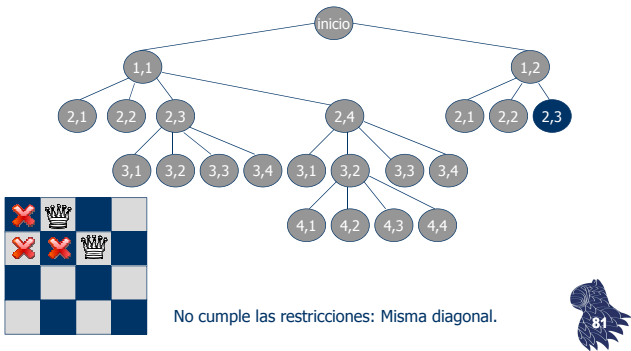 inicio
1,1 1,2
2,1 2,2 2,3 2,4 2,1 2,2 2,3
3,1 3,2 3,3 3,4 3,1 3,2 3,3 3,4
4,1 4,2 4,3 4,4
No cumple las restricciones: Misma diagonal.
81